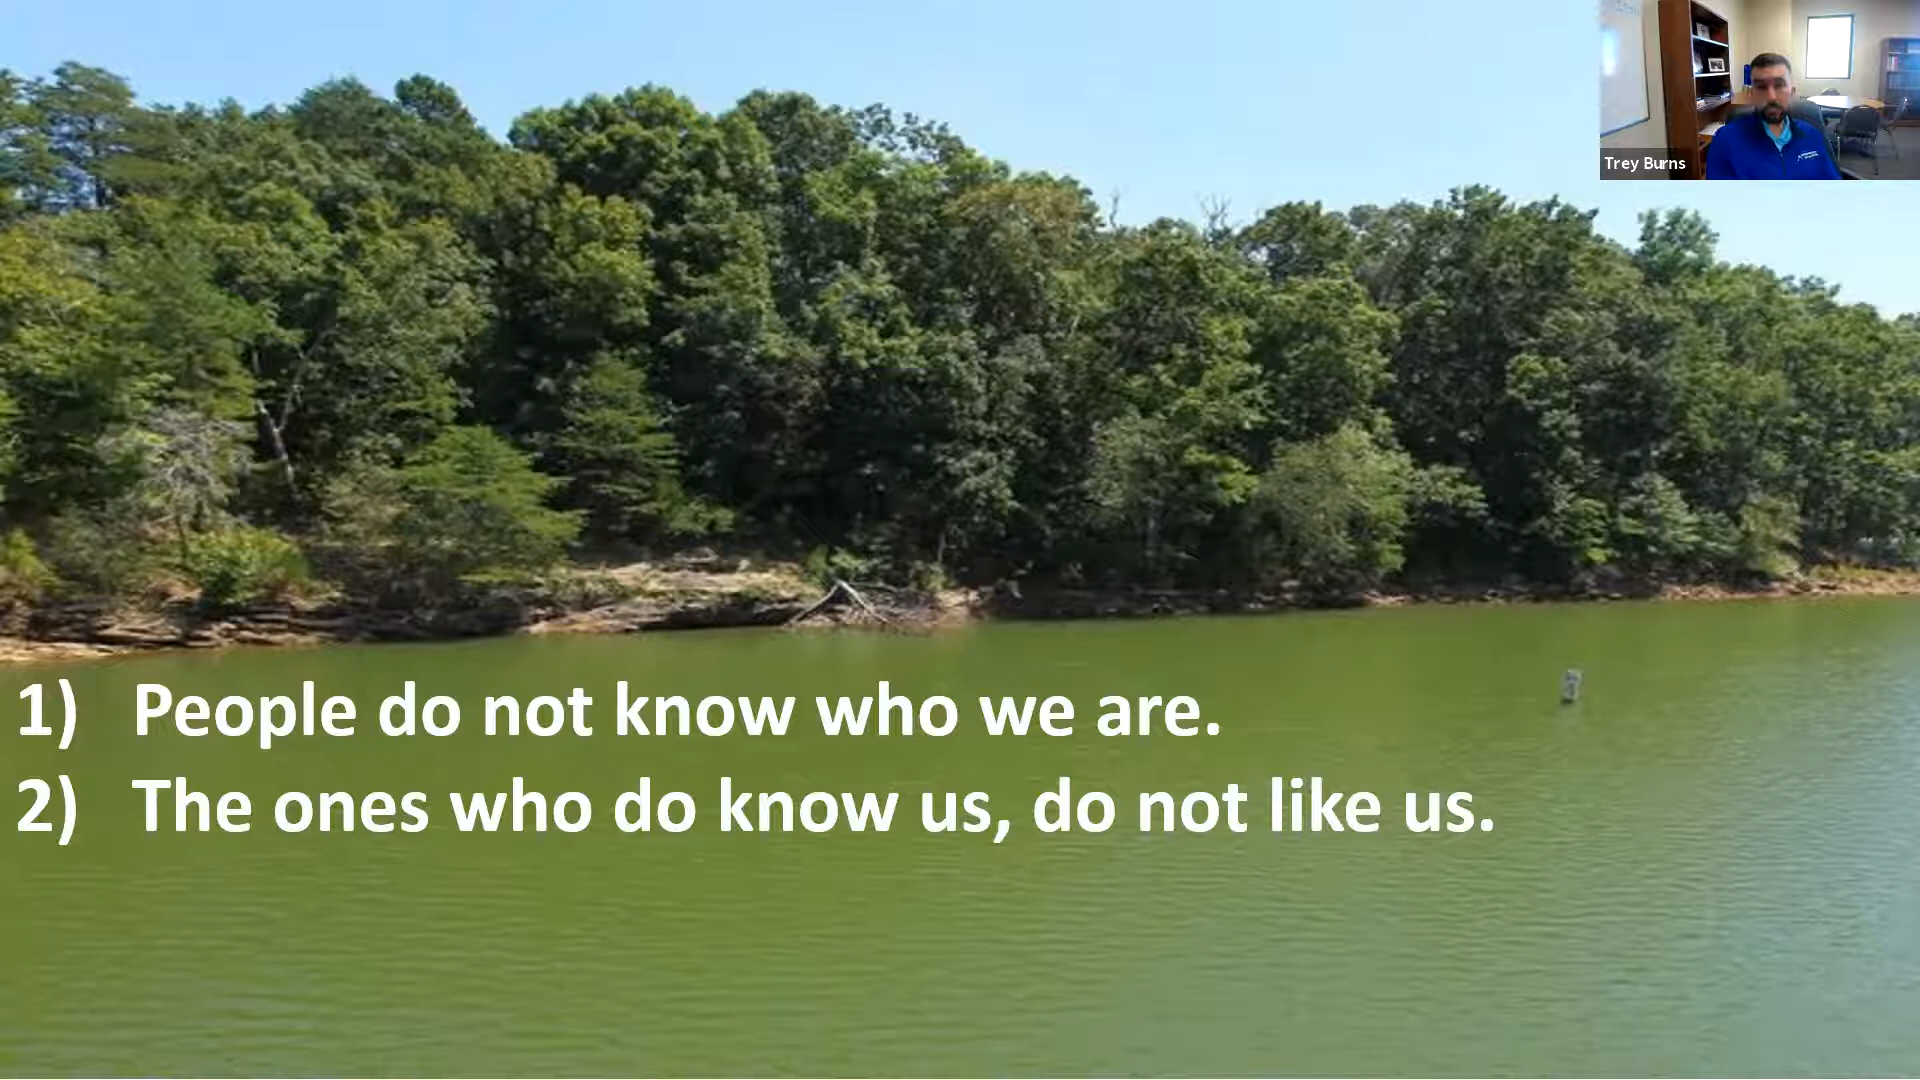 Trey Burns
1) People do not know who we are.
2) The ones who do know us, do not like us.